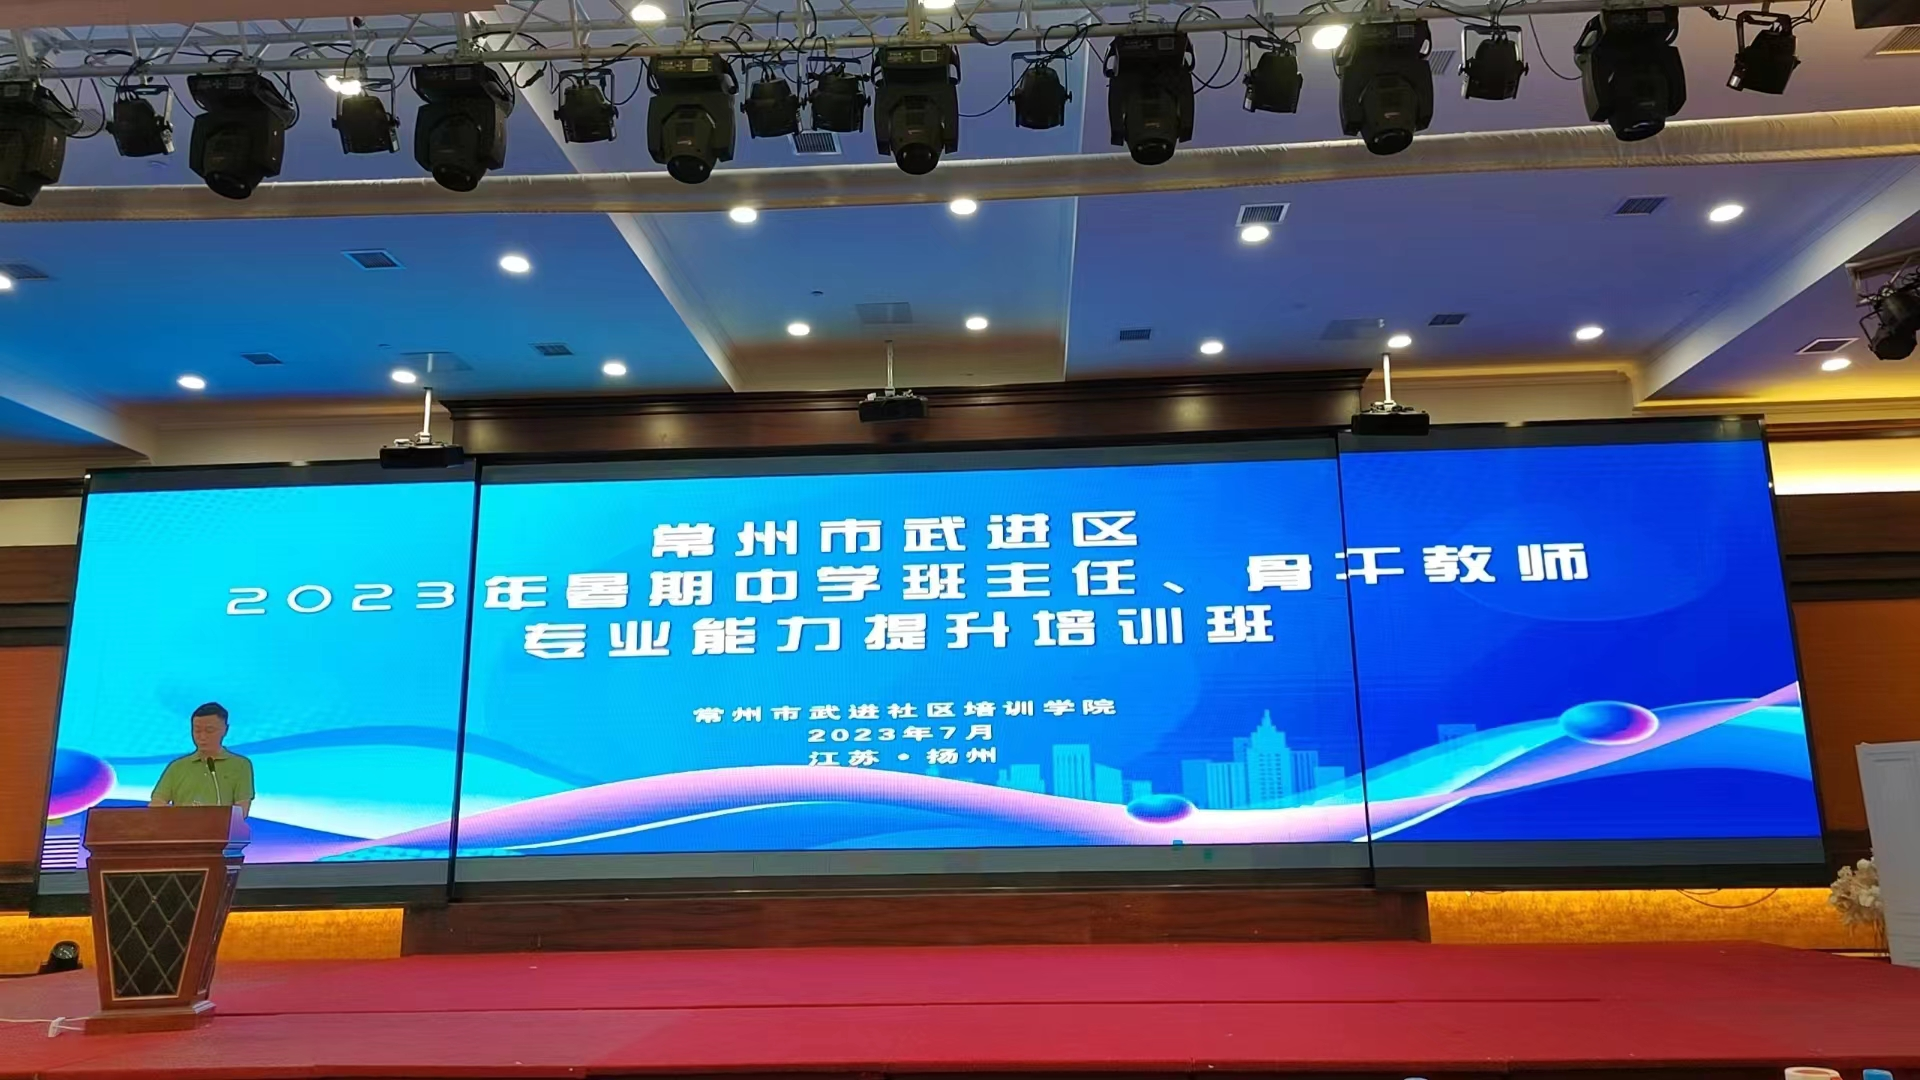 常州市武进区
2023年暑期中学班主任、骨干教师
专业能力提升培训班
常州市武进社区培训学院
2023年7月
江苏·扬州